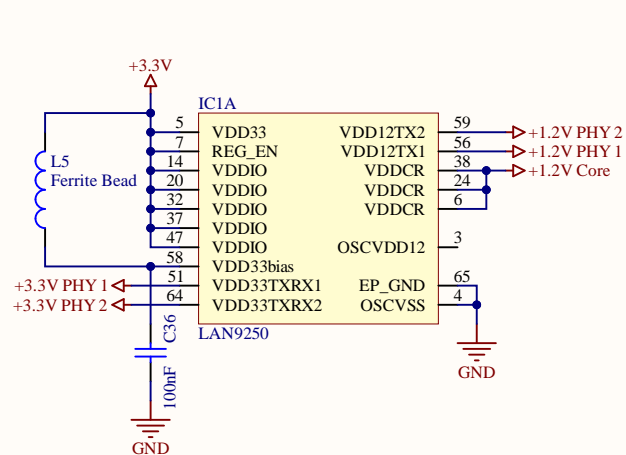 +3.3V
IC1A
5 VDD33 VDD12TX2 59 +1.2V PHY 2
7 REG_EN VDD12TX1 56 +1.2V PHY 1
L5 14 VDDIO VDDCR 38 +1.2V Core
Ferrite Bead 20 VDDIO VDDCR 24
32 VDDIO VDDCR 6
37 VDDIO
47 VDDIO OSCVDD12 3
58 VDD33bias
+3.3V PHY 1 51 VDD33TXRX1 EP_GND 65
+3.3V PHY 2 64 VDD33TXRX2 OSCVSS 4
C36 LAN9250
100nF
GND
GND